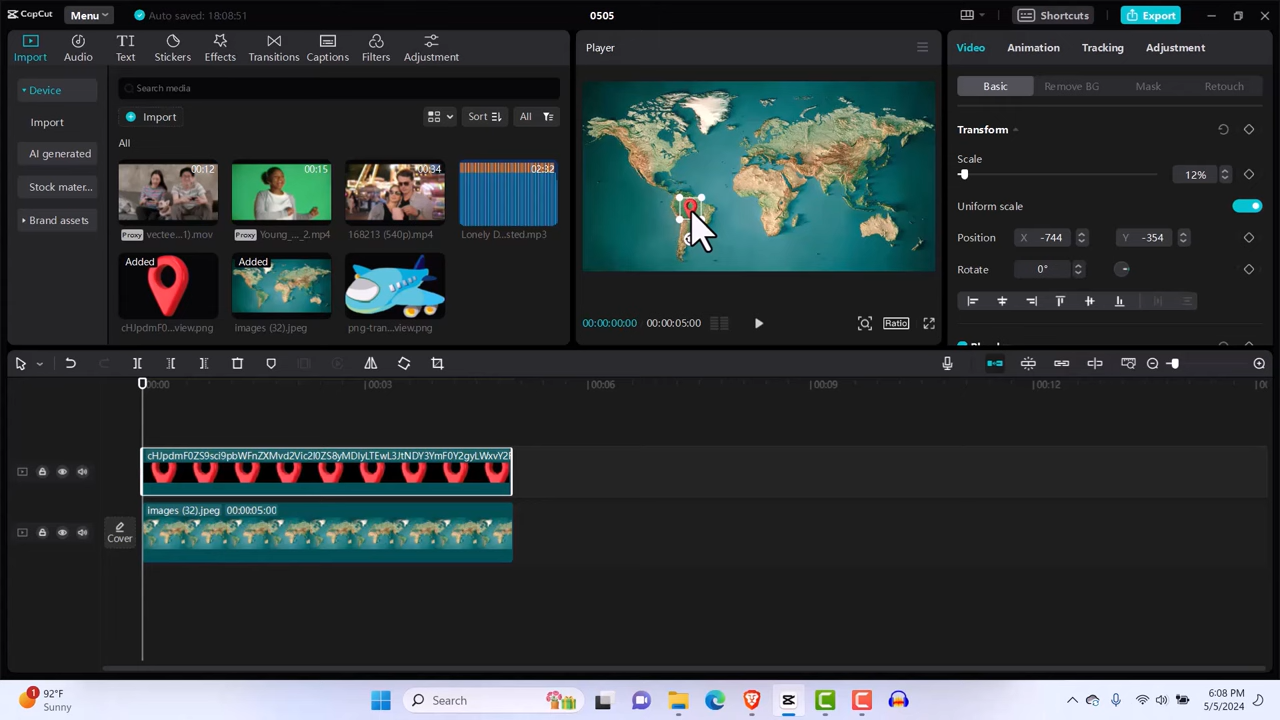 CapCut
Menu
Auto saved: 18:08:51
0505
Shortcuts
Export
Import
Audio
Text
Stickers
Effects
Transitions
Captions
Filters
Adjustment
Device
Import
AI generated
Stock mater...
Brand assets
Search media
Import
Sort
All
All
00:12
Proxy
vectee...1).mov
00:15
Proxy
Young_..._2.mp4
00:34
168213 (540p).mp4
02:32
Lonely D...sted.mp3
Added
cHJpdmF0...view.png
Added
images (32).jpeg
png-tran...view.png
Player
00:00:00:00
00:00:05:00
Ratio
Video
Animation
Tracking
Adjustment
Basic
Remove BG
Mask
Retouch
Transform
Scale
12%
Uniform scale
Position
X -744
Y -354
Rotate
0°
00:00
00:03
00:06
00:09
00:12
Cover
images (32).jpeg 00:00:05:00
1
92°F
Sunny
Search
6:08 PM
5/5/2024